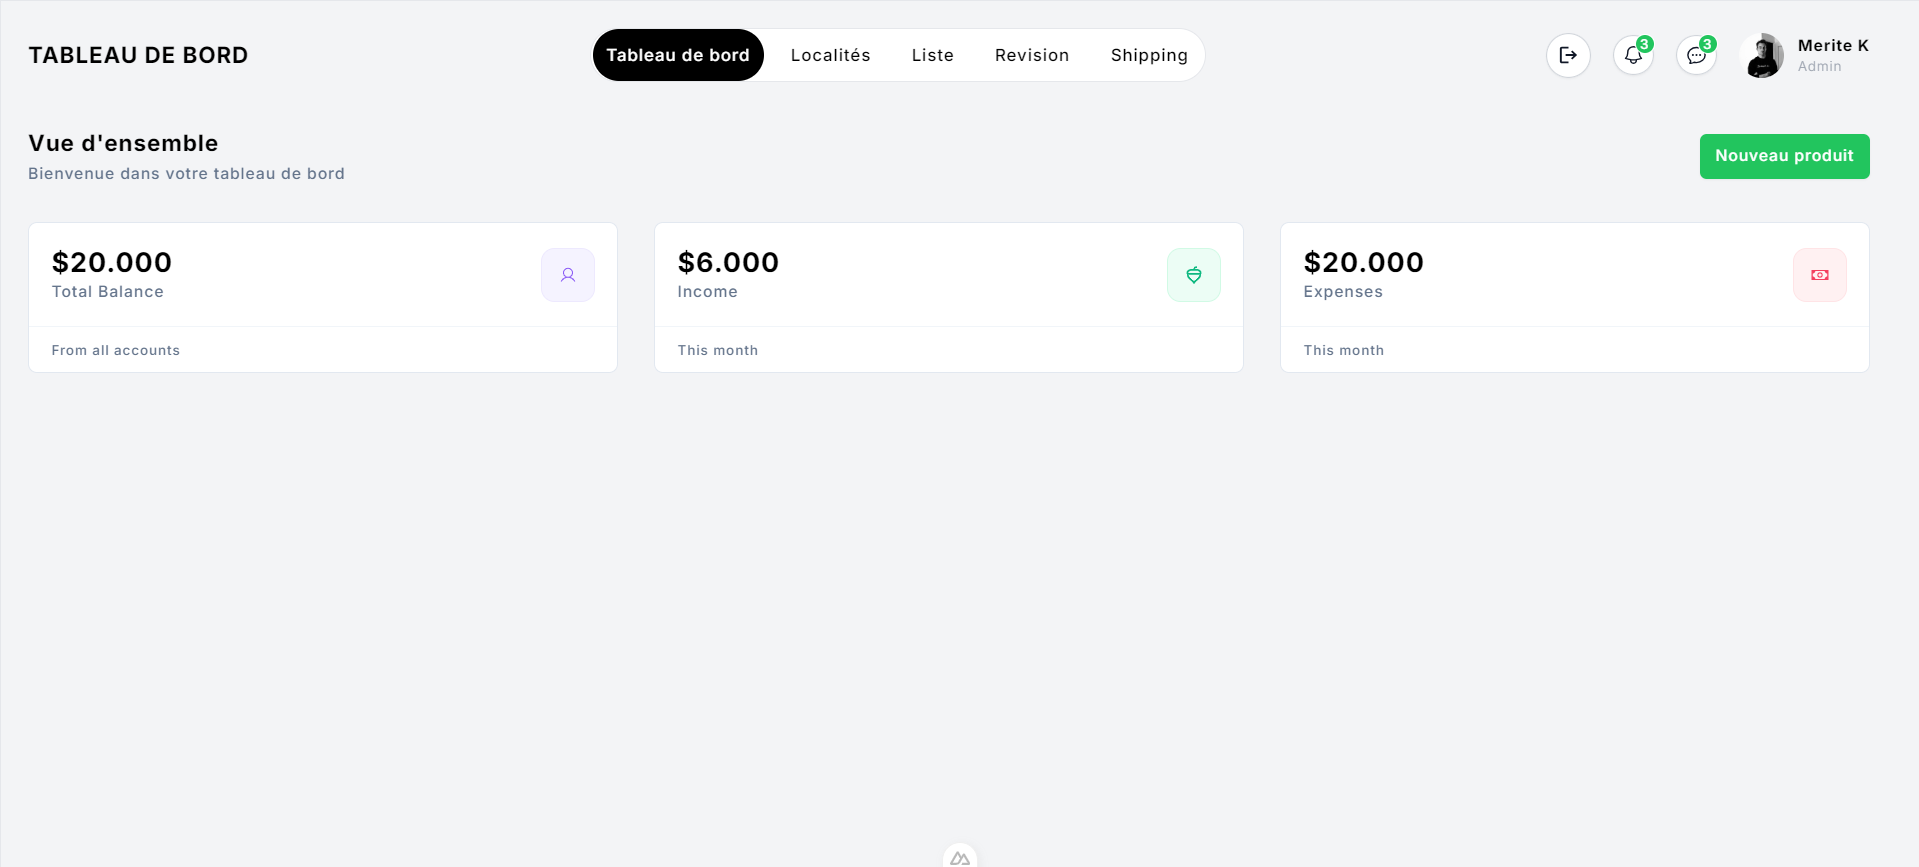 TABLEAU DE BORD
Tableau de bord Localités Liste Revision Shipping
3
3
Merite K
Admin
Vue d'ensemble
Bienvenue dans votre tableau de bord
Nouveau produit
$20.000
Total Balance
From all accounts
$6.000
Income
This month
$20.000
Expenses
This month